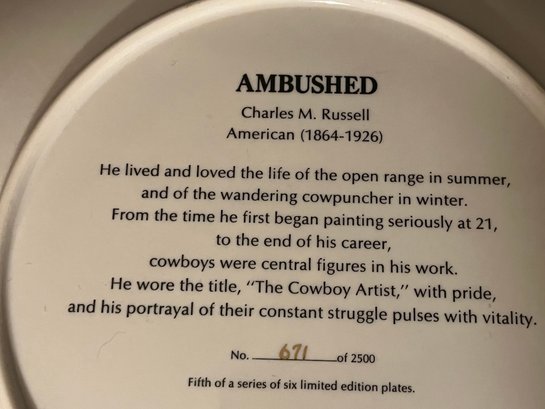 AMBUSHED
Charles M. Russell
American (1864-1926)
He lived and loved the life of the open range in summer,
and of the wandering cowpuncher in winter.
From the time he first began painting seriously at 21,
to the end of his career,
cowboys were central figures in his work.
He wore the title, "The Cowboy Artist," with pride,
and his portrayal of their constant struggle pulses with vitality.
No. 671 of 2500
Fifth of a series of six limited edition plates.